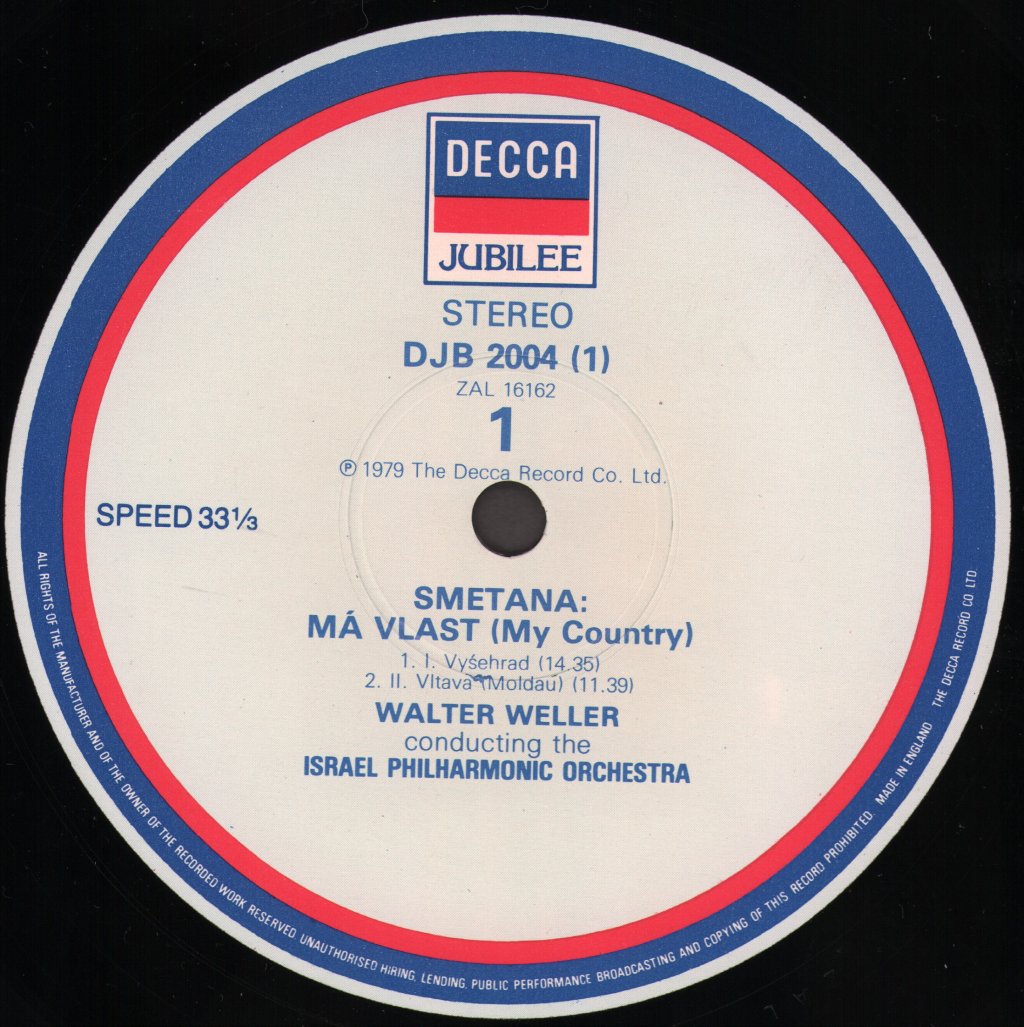 DECCA
JUBILEE
STEREO
DJB 2004 (1)
ZAL 16162
1
℗ 1979 The Decca Record Co. Ltd.
SPEED 33⅓
SMETANA:
MÁ VLAST (My Country)
1. I. Vyśehrad (14.35)
2. II. Vltava (Moldau) (11.39)
WALTER WELLER
conducting the
ISRAEL PHILHARMONIC ORCHESTRA
ALL RIGHTS OF THE MANUFACTURER AND OF THE OWNER OF THE RECORDED WORK RESERVED. UNAUTHORISED HIRING, LENDING, PUBLIC PERFORMANCE BROADCASTING AND COPYING OF THIS RECORD PROHIBITED. MADE IN ENGLAND THE DECCA RECORD CO LTD